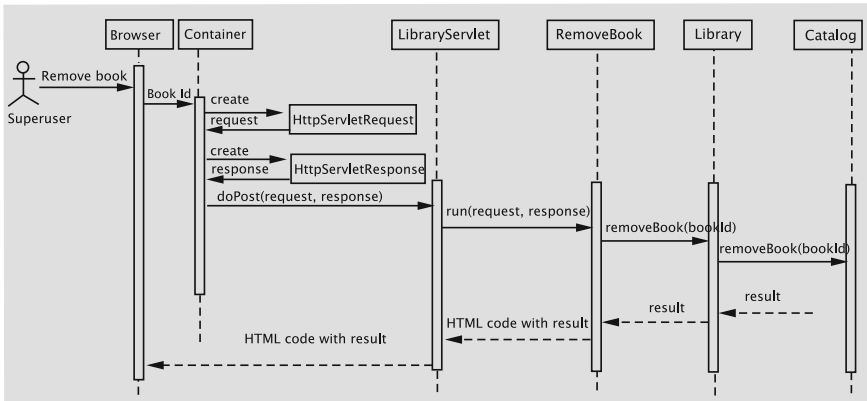 Browser
Container
LibraryServlet
RemoveBook
Library
Catalog
Remove book
Superuser
Book Id
create
request
HttpServletRequest
create
response
HttpServletResponse
doPost(request, response)
run(request, response)
removeBook(bookId)
removeBook(bookId)
result
result
HTML code with result
HTML code with result